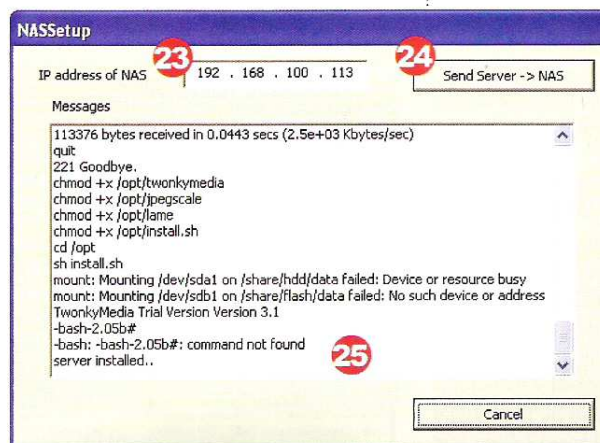 NASSetup
23
24
IP address of NAS 192 . 168 . 100 . 113 Send Server -> NAS
Messages
113376 bytes received in 0.0443 secs (2.5e+03 Kbytes/sec)
quit
221 Goodbye.
chmod +x /opt/twonkymedia
chmod +x /opt/jpegscale
chmod +x /opt/lame
chmod +x /opt/install.sh
cd /opt
sh install.sh
mount: Mounting /dev/sda1 on /share/hdd/data failed: Device or resource busy
mount: Mounting /dev/sdb1 on /share/flash/data failed: No such device or address
TwonkyMedia Trial Version Version 3.1
-bash-2.05b#
-bash: -bash-2.05b#: command not found
server installed..
25
Cancel